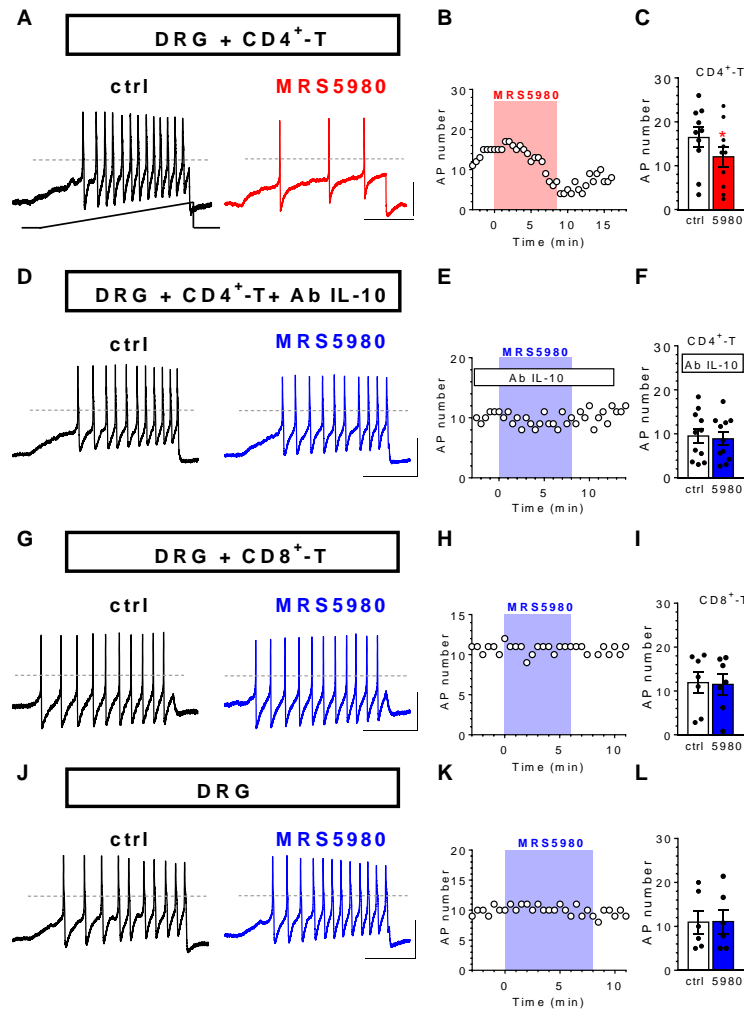 A
DRG + CD4+-T
ctrl
MRS5980
B
MRS5980
AP number
30
20
10
0
0 5 10 15
Time (min)
C
CD4+-T
AP number
30
20
10
0
*
ctrl 5980
D
DRG + CD4+-T+ Ab IL-10
ctrl
MRS5980
E
MRS5980
Ab IL-10
AP number
20
10
0
0 5 10
Time (min)
F
CD4+-T
Ab IL-10
AP number
30
20
10
0
ctrl 5980
G
DRG + CD8+-T
ctrl
MRS5980
H
MRS5980
AP number
15
10
5
0
0 5 10
Time (min)
I
CD8+-T
AP number
30
20
10
0
ctrl 5980
J
DRG
ctrl
MRS5980
K
MRS5980
AP number
20
15
10
5
0
0 5 10
Time (min)
L
AP number
30
20
10
0
ctrl 5980